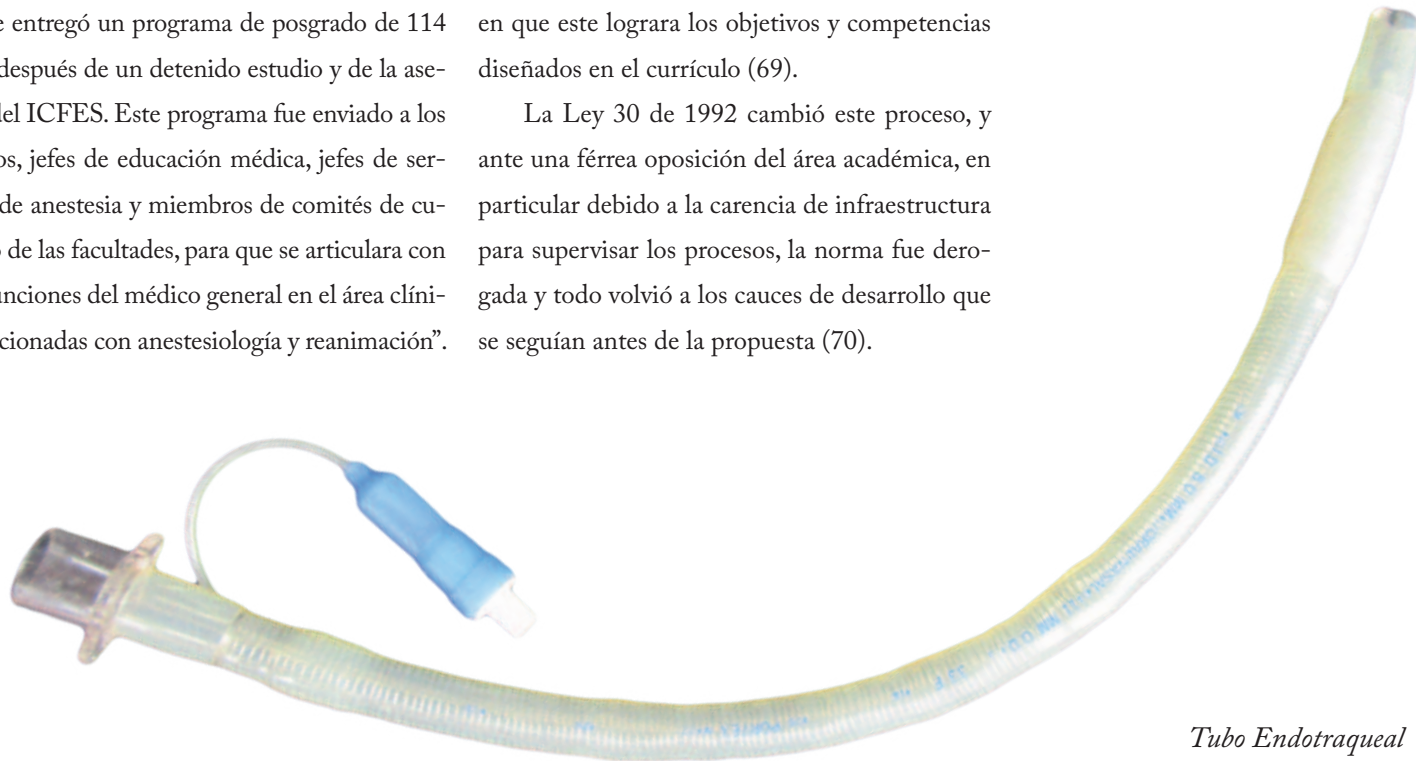 e entregó un programa de posgrado de 114
después de un detenido estudio y de la ase-
del ICFES. Este programa fue enviado a los
os, jefes de educación médica, jefes de ser-
de anestesia y miembros de comités de cu-
o de las facultades, para que se articulara con
unciones del médico general en el área clíni-
cionadas con anestesiología y reanimación”.
en que este lograra los objetivos y competencias
diseñados en el currículo (69).
La Ley 30 de 1992 cambió este proceso, y
ante una férrea oposición del área académica, en
particular debido a la carencia de infraestructura
para supervisar los procesos, la norma fue dero-
gada y todo volvió a los cauces de desarrollo que
se seguían antes de la propuesta (70).
Tubo Endotraqueal